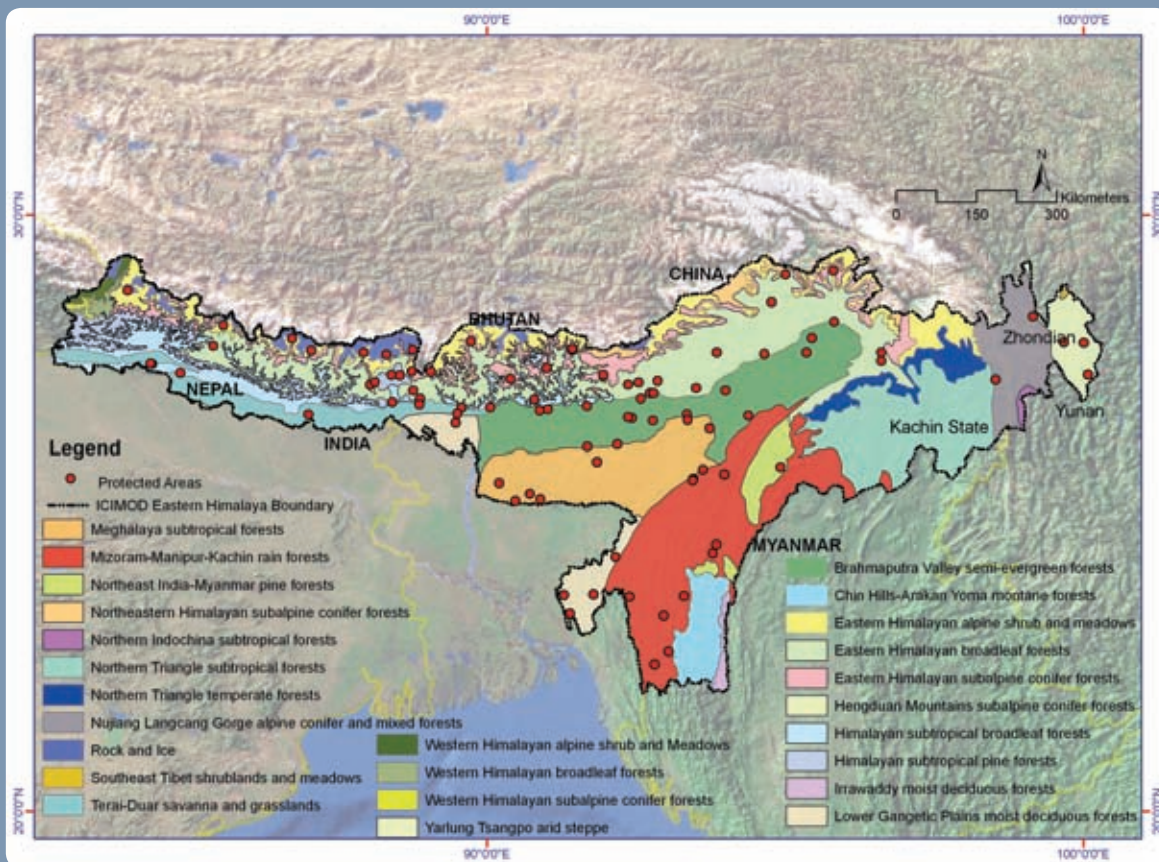 90°0'0"E
100°0'0"E
N
Kilometers
0 150 300
30°0'0"N
30°0'0"N
CHINA
BHUTAN
Zhondian
NEPAL
Yunan
Kachin State
INDIA
MYANMAR
Legend
Protected Areas
ICIMOD Eastern Himalaya Boundary
Meghalaya subtropical forests
Mizoram-Manipur-Kachin rain forests
Northeast India-Myanmar pine forests
Northeastern Himalayan subalpine conifer forests
Northern Indochina subtropical forests
Northern Triangle subtropical forests
Northern Triangle temperate forests
Nujiang Langcang Gorge alpine conifer and mixed forests
Rock and Ice
Southeast Tibet shrublands and meadows
Terai-Duar savanna and grasslands
Western Himalayan alpine shrub and Meadows
Western Himalayan broadleaf forests
Western Himalayan subalpine conifer forests
Yarlung Tsangpo arid steppe
Brahmaputra Valley semi-evergreen forests
Chin Hills-Arakan Yoma montane forests
Eastern Himalayan alpine shrub and meadows
Eastern Himalayan broadleaf forests
Eastern Himalayan subalpine conifer forests
Hengduan Mountains subalpine conifer forests
Himalayan subtropical broadleaf forests
Himalayan subtropical pine forests
Irrawaddy moist deciduous forests
Lower Gangetic Plains moist deciduous forests
20°0'0"N
20°0'0"N
90°0'0"E
100°0'0"E